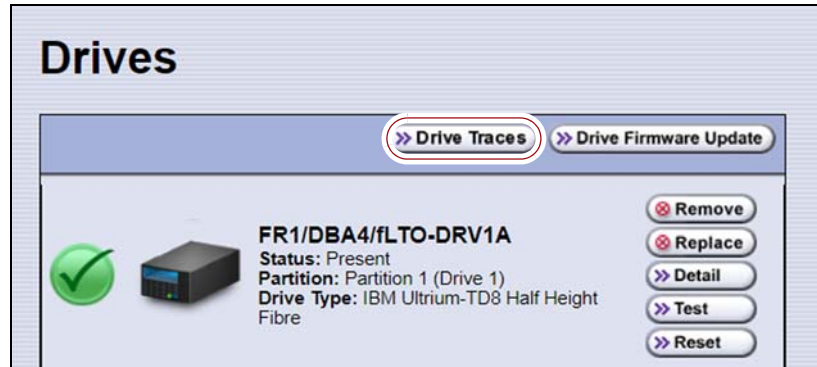 Drives
Drive Traces
Drive Firmware Update
FR1/DBA4/fLTO-DRV1A
Status: Present
Partition: Partition 1 (Drive 1)
Drive Type: IBM Ultrium-TD8 Half Height
Fibre
Remove
Replace
Detail
Test
Reset